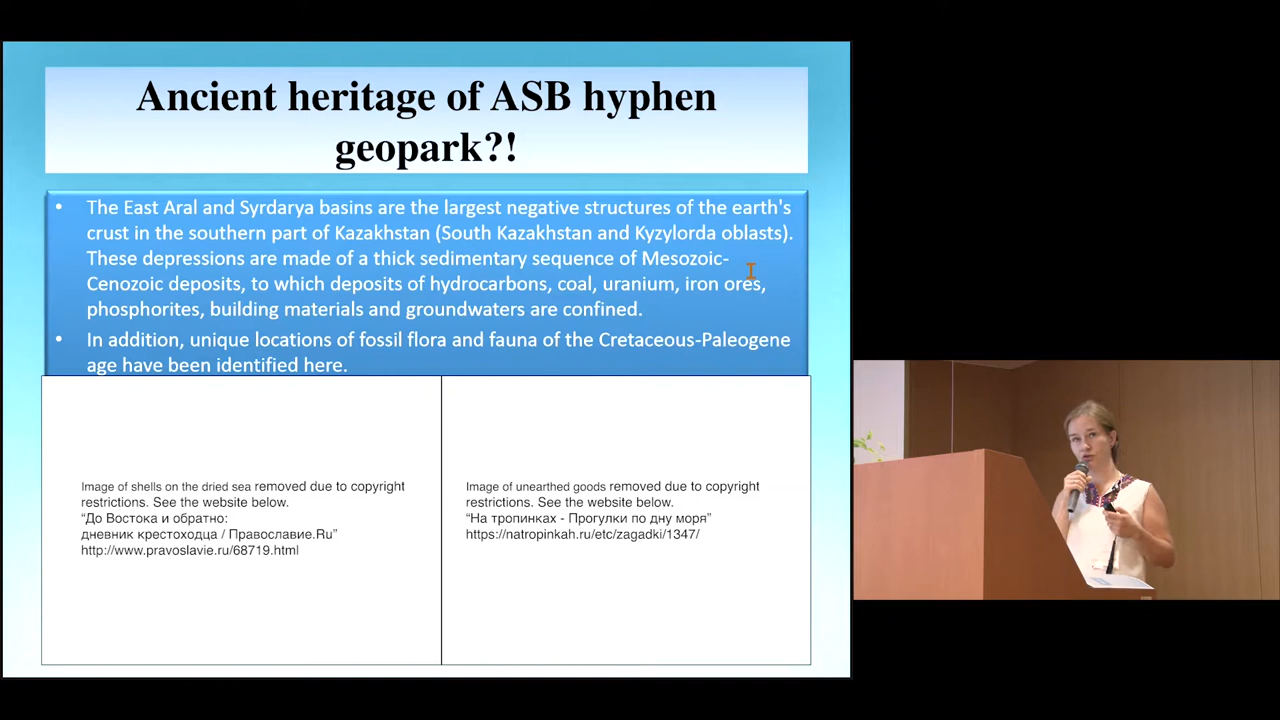 Ancient heritage of ASB hyphen
geopark?!
• The East Aral and Syrdarya basins are the largest negative structures of the earth's
crust in the southern part of Kazakhstan (South Kazakhstan and Kyzylorda oblasts).
These depressions are made of a thick sedimentary sequence of Mesozoic-
Cenozoic deposits, to which deposits of hydrocarbons, coal, uranium, iron ores,
phosphorites, building materials and groundwaters are confined.
• In addition, unique locations of fossil flora and fauna of the Cretaceous-Paleogene
age have been identified here.
Image of shells on the dried sea removed due to copyright
restrictions. See the website below.
“До Востока и обратно:
дневник крестоходца / Православие.Ru”
http://www.pravoslavie.ru/68719.html
Image of unearthed goods removed due to copyright
restrictions. See the website below.
“На тропинках - Прогулки по дну моря”
https://natropinkah.ru/etc/zagadki/1347/